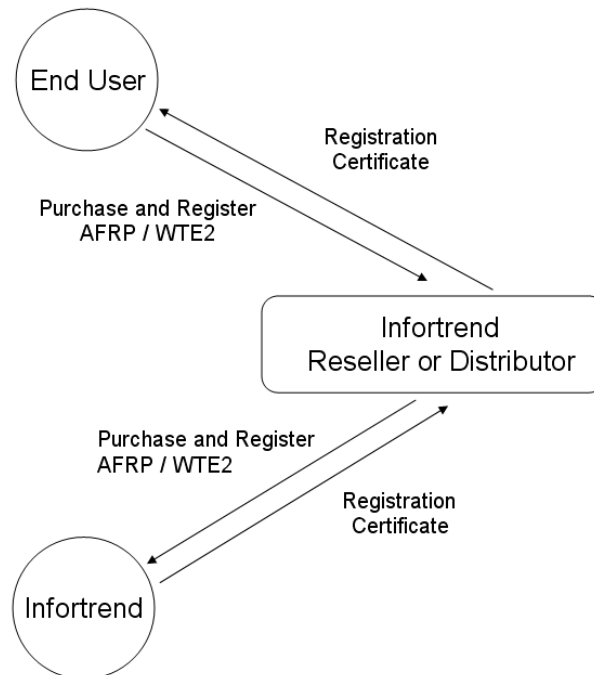 End User
Registration
Certificate
Purchase and Register
AFRP / WTE2
Infortrend
Reseller or Distributor
Purchase and Register
AFRP / WTE2
Registration
Certificate
Infortrend